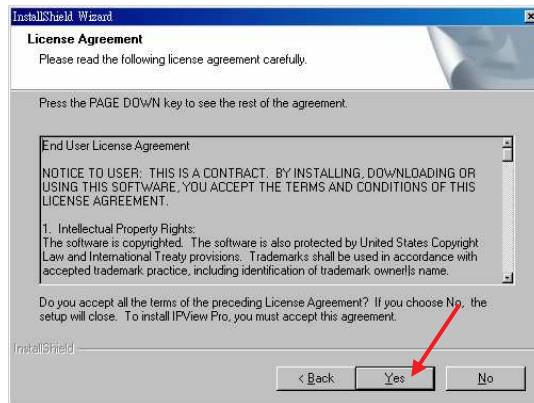 InstallShield Wizard
License Agreement
Please read the following license agreement carefully.
Press the PAGE DOWN key to see the rest of the agreement.
End User License Agreement
NOTICE TO USER: THIS IS A CONTRACT. BY INSTALLING, DOWNLOADING OR
USING THIS SOFTWARE, YOU ACCEPT THE TERMS AND CONDITIONS OF THIS
LICENSE AGREEMENT.
1. Intellectual Property Rights:
The software is copyrighted. The software is also protected by United States Copyright
Law and International Treaty provisions. Trademarks shall be used in accordance with
accepted trademark practice, including identification of trademark owner|s name.
Do you accept all the terms of the preceding License Agreement? If you choose No, the
setup will close. To install IPView Pro, you must accept this agreement.
InstallShield
< Back Yes No